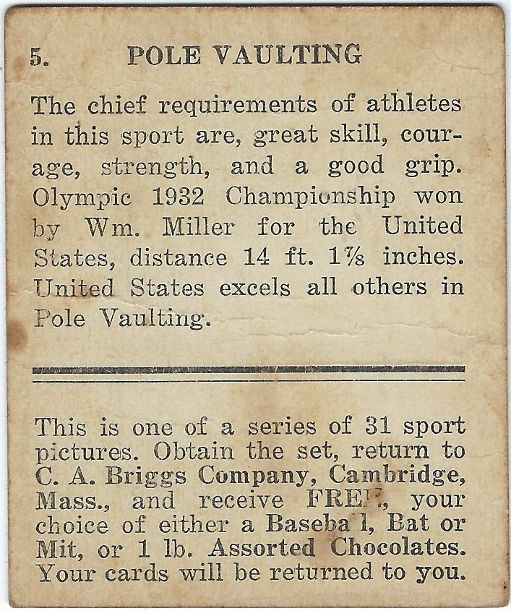 5. POLE VAULTING
The chief requirements of athletes
in this sport are, great skill, cour-
age, strength, and a good grip.
Olympic 1932 Championship won
by Wm. Miller for the United
States, distance 14 ft. 1⅞ inches.
United States excels all others in
Pole Vaulting.
This is one of a series of 31 sport
pictures. Obtain the set, return to
C. A. Briggs Company, Cambridge,
Mass., and receive FREE, your
choice of either a Baseball, Bat or
Mit, or 1 lb. Assorted Chocolates.
Your cards will be returned to you.